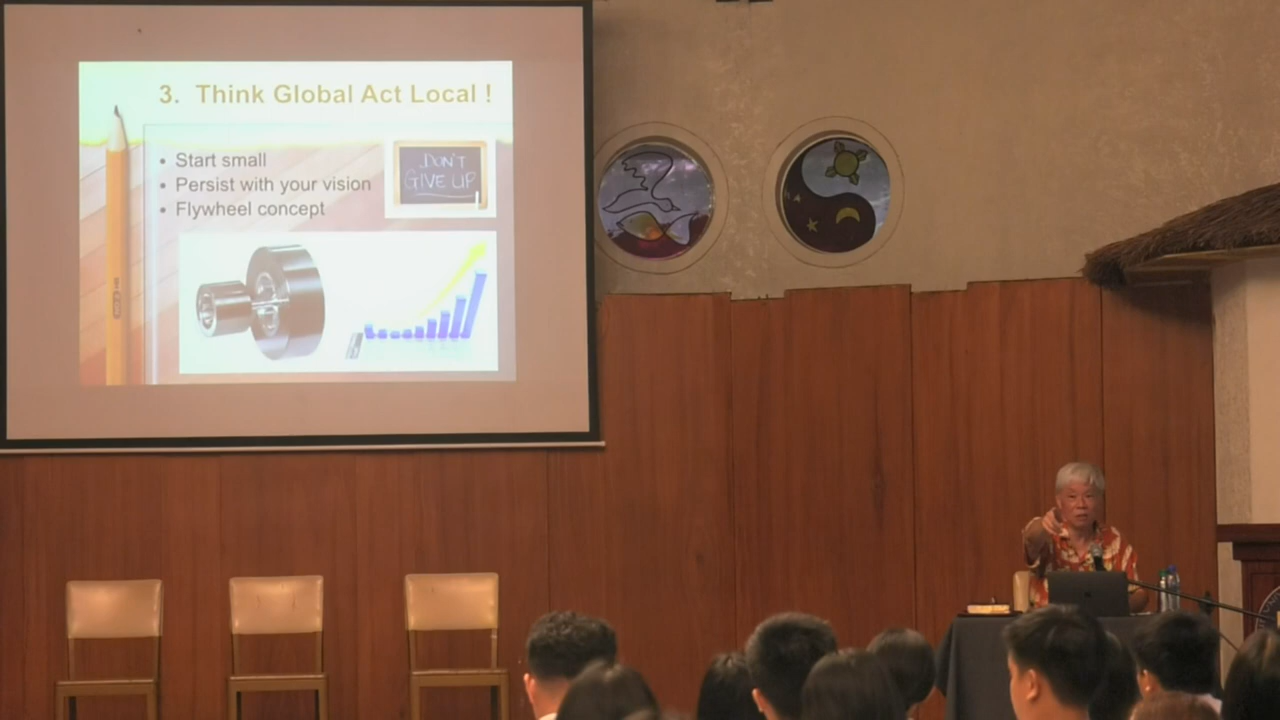 3. Think Global Act Local !
• Start small
• Persist with your vision
• Flywheel concept
DON'T
GIVE UP